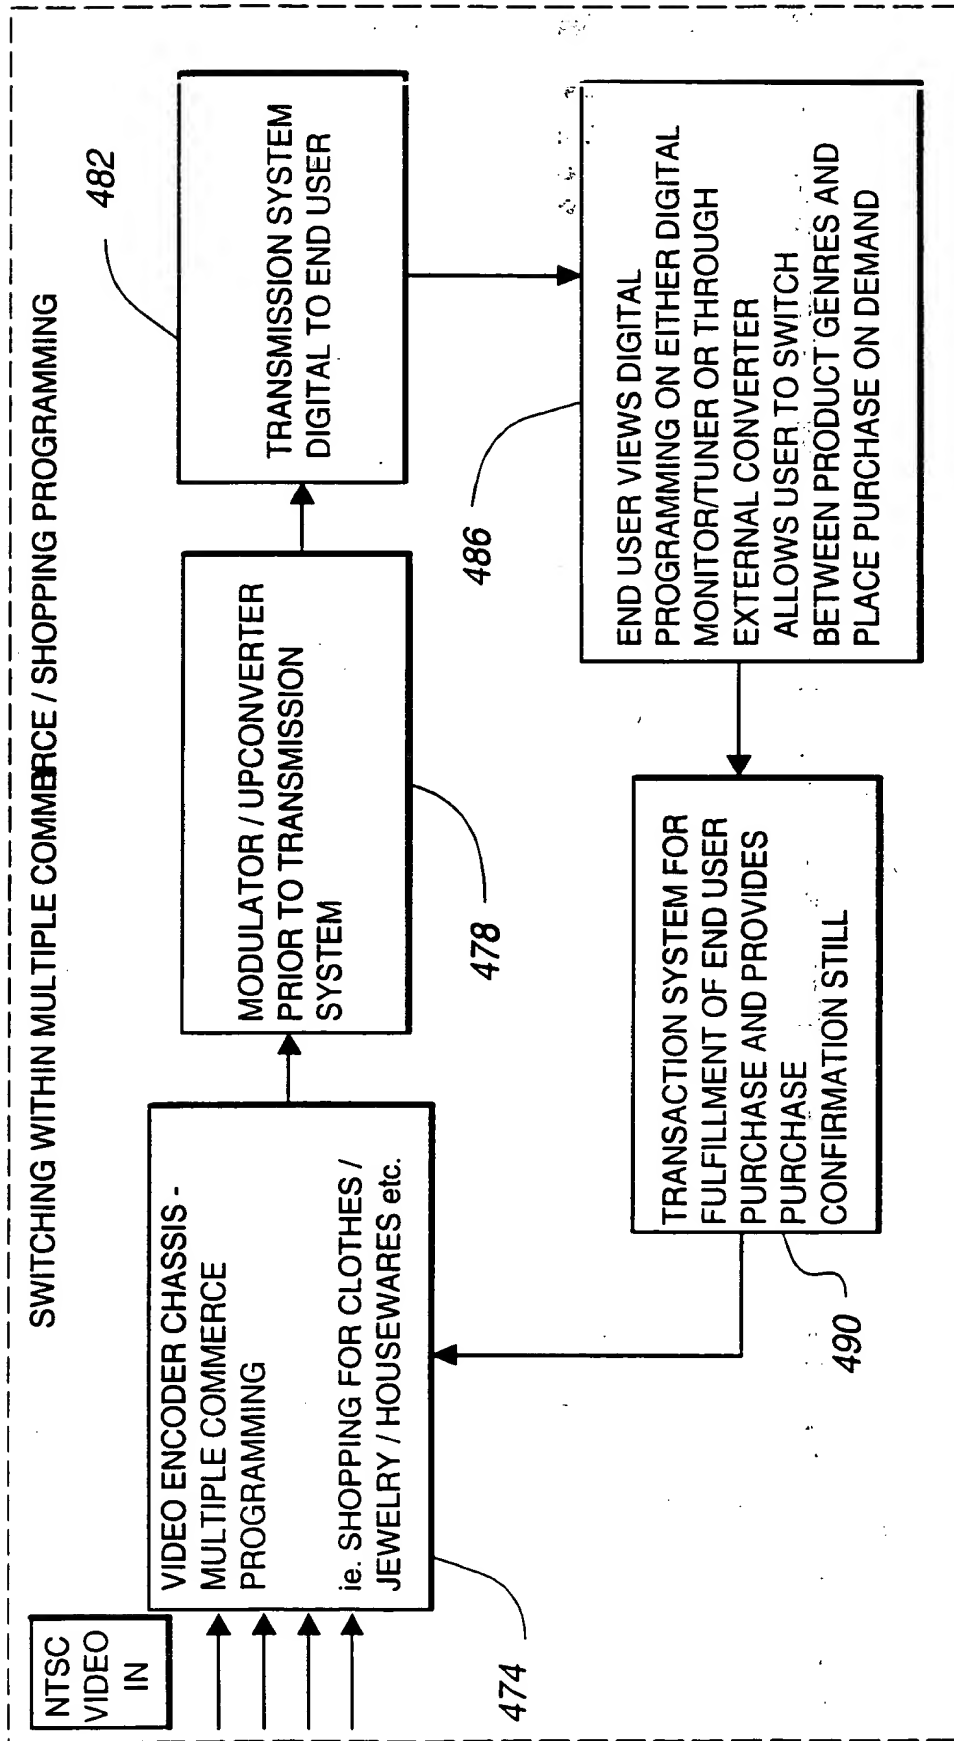 SWITCHING WITHIN MULTIPLE COMMERCE / SHOPPING PROGRAMMING
NTSC
VIDEO
IN
VIDEO ENCODER CHASSIS -
MULTIPLE COMMERCE
PROGRAMMING
ie. SHOPPING FOR CLOTHES /
JEWELRY / HOUSEWARES etc.
474
MODULATOR / UPCONVERTER
PRIOR TO TRANSMISSION
SYSTEM
478
TRANSMISSION SYSTEM
DIGITAL TO END USER
482
END USER VIEWS DIGITAL
PROGRAMMING ON EITHER DIGITAL
MONITOR/TUNER OR THROUGH
EXTERNAL CONVERTER
ALLOWS USER TO SWITCH
BETWEEN PRODUCT GENRES AND
PLACE PURCHASE ON DEMAND
486
TRANSACTION SYSTEM FOR
FULFILLMENT OF END USER
PURCHASE AND PROVIDES
PURCHASE
CONFIRMATION STILL
490